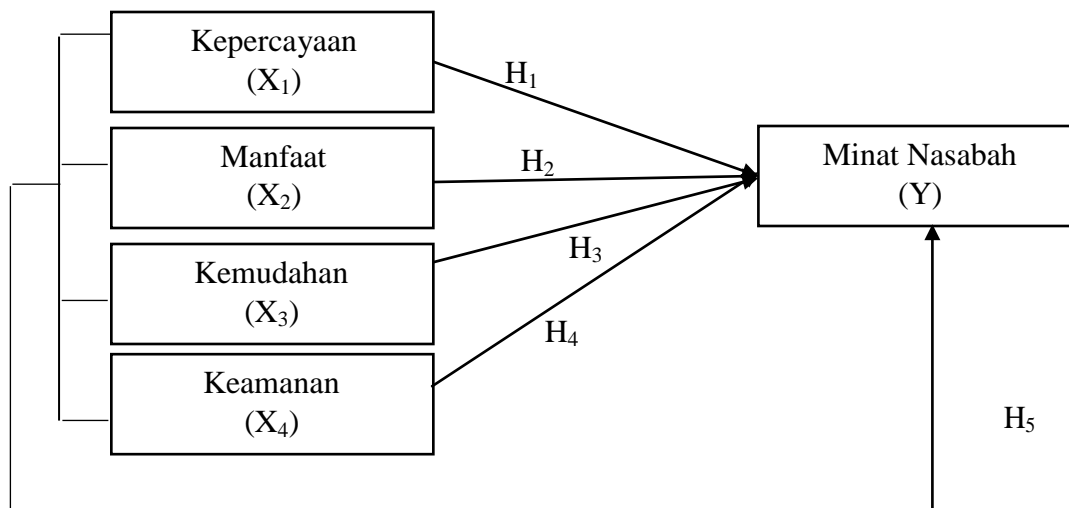 Kepercayaan
(X₁)
H₁
Manfaat
(X₂)
H₂
Minat Nasabah
(Y)
Kemudahan
(X₃)
H₃
H₄
Keamanan
(X₄)
H₅